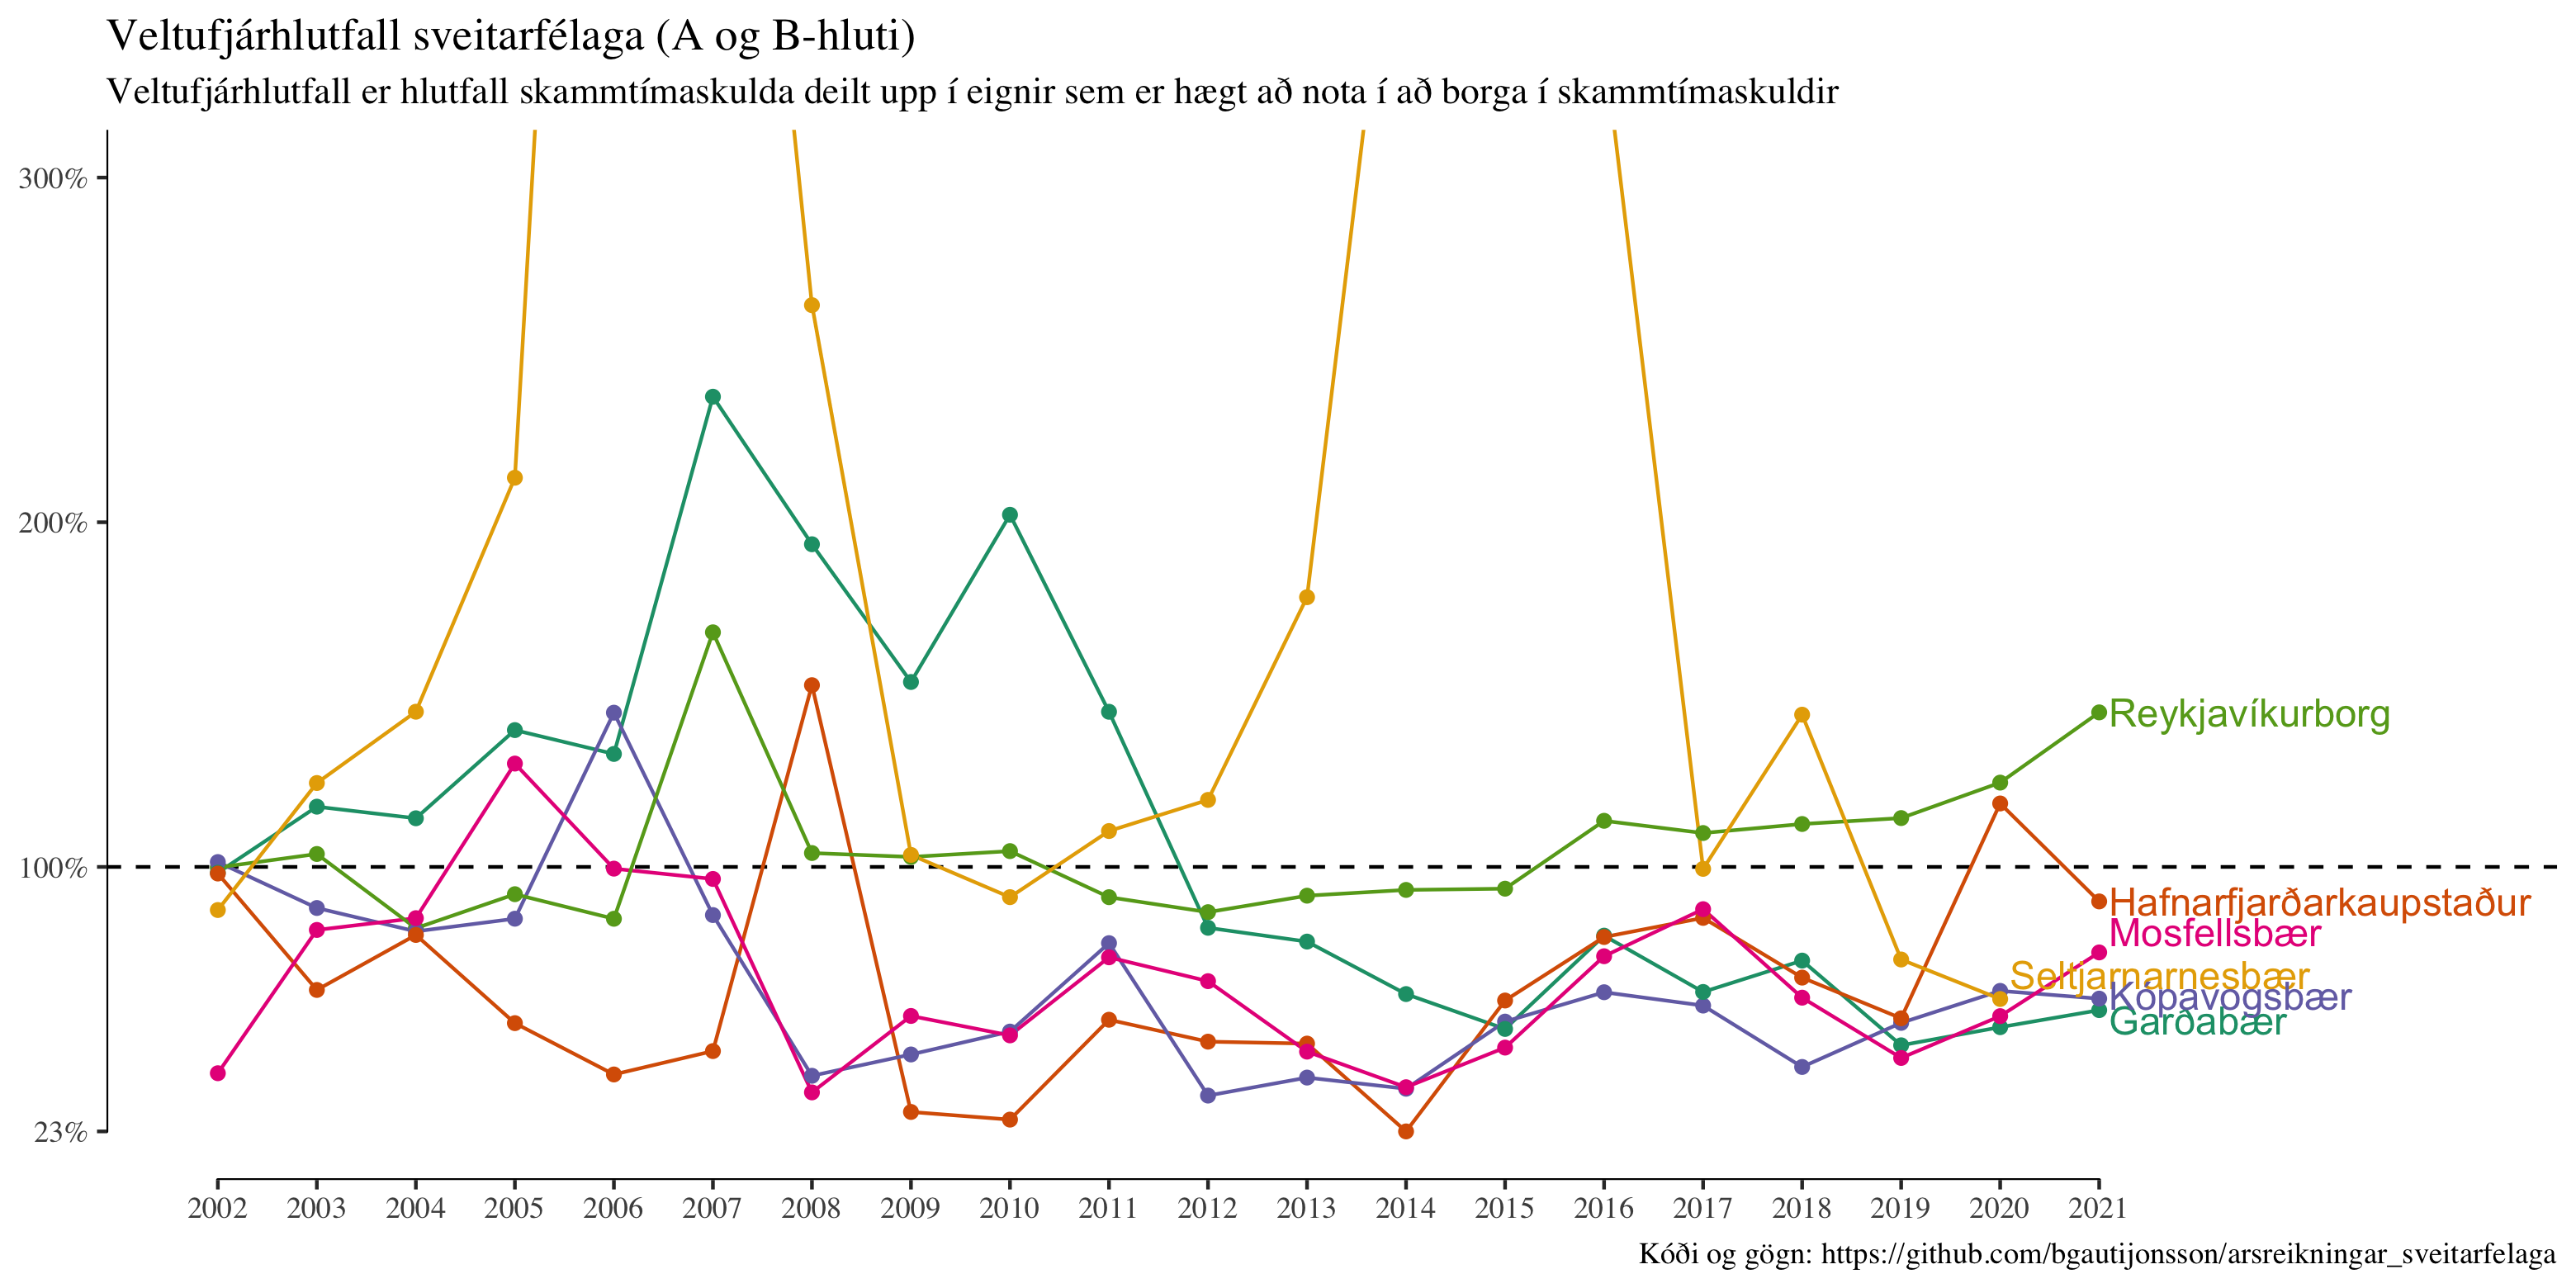 Veltufjárhlutfall sveitarfélaga (A og B-hluti)
Veltufjárhlutfall er hlutfall skammtímaskulda deilt upp í eignir sem er hægt að nota í að borga í skammtímaskuldir
300%
200%
100%
23%
Reykjavíkurborg
Hafnarfjarðarkaupstaður
Mosfellsbær
Seltjarnarnesbær
Kópavogsbær
Garðabær
2002 2003 2004 2005 2006 2007 2008 2009 2010 2011 2012 2013 2014 2015 2016 2017 2018 2019 2020 2021
Kóði og gögn: https://github.com/bgautijonsson/arsreikningar_sveitarfelaga